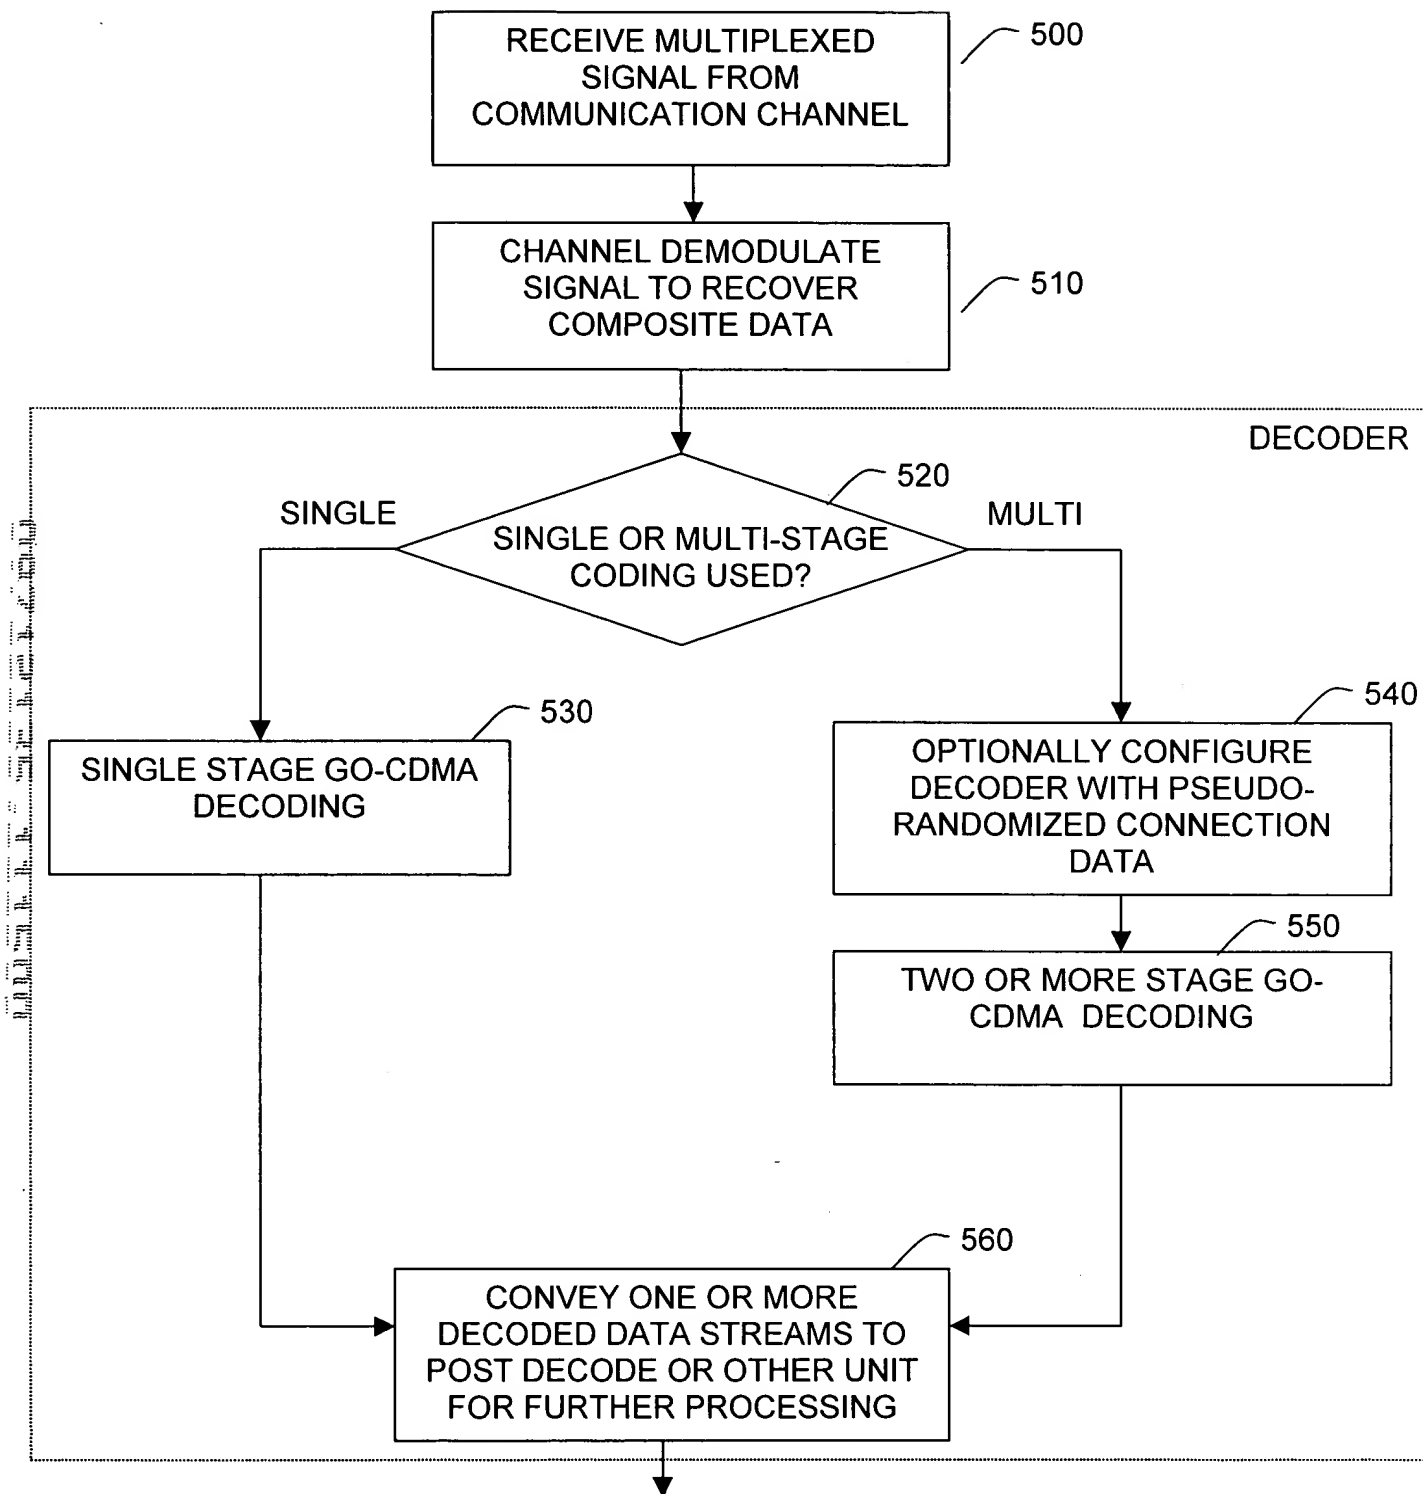 RECEIVE MULTIPLEXED
SIGNAL FROM
COMMUNICATION CHANNEL
500
CHANNEL DEMODULATE
SIGNAL TO RECOVER
COMPOSITE DATA
510
DECODER
520
SINGLE
MULTI
SINGLE OR MULTI-STAGE
CODING USED?
530
SINGLE STAGE GO-CDMA
DECODING
540
OPTIONALLY CONFIGURE
DECODER WITH PSEUDO-
RANDOMIZED CONNECTION
DATA
550
TWO OR MORE STAGE GO-
CDMA DECODING
560
CONVEY ONE OR MORE
DECODED DATA STREAMS TO
POST DECODE OR OTHER UNIT
FOR FURTHER PROCESSING